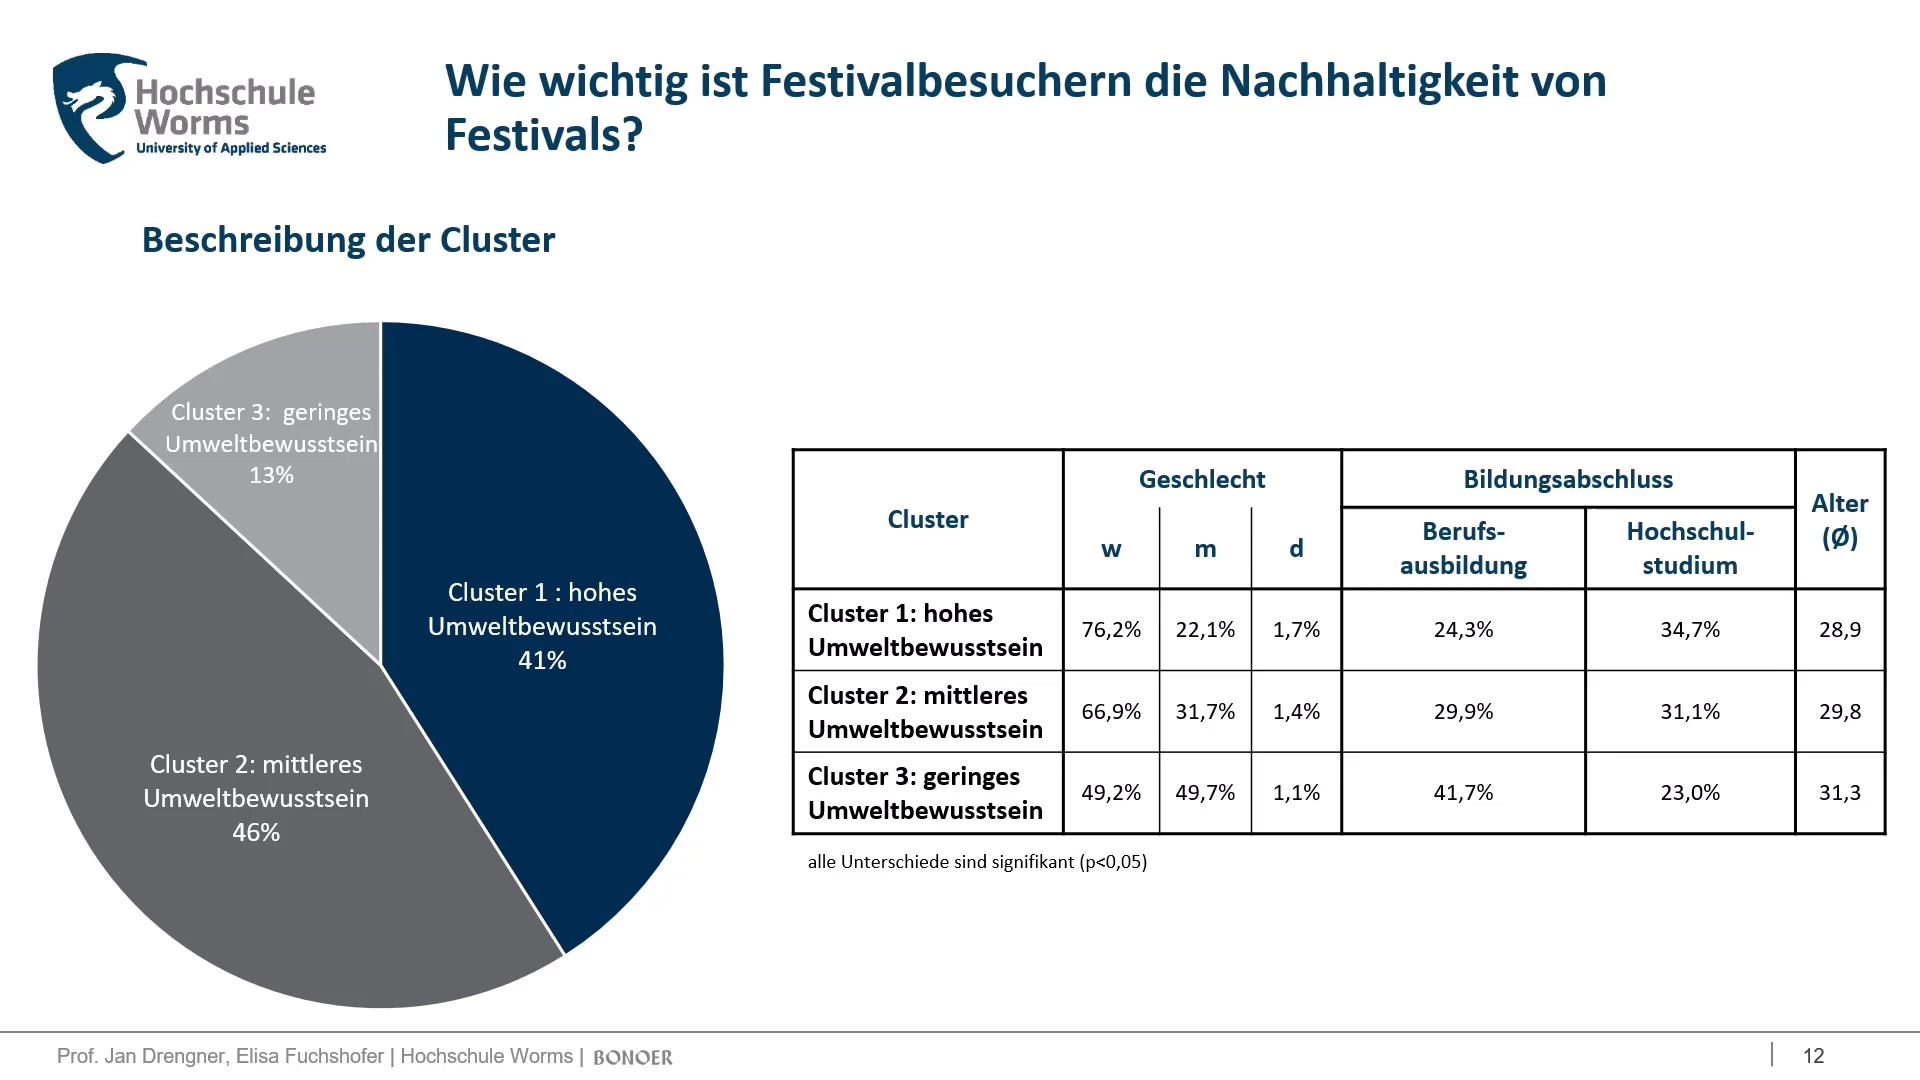 Hochschule
Worms
University of Applied Sciences
Wie wichtig ist Festivalbesuchern die Nachhaltigkeit von
Festivals?
Beschreibung der Cluster
Cluster 3:  geringes
Umweltbewusstsein
13%
Cluster 1 : hohes
Umweltbewusstsein
41%
Cluster 2: mittleres
Umweltbewusstsein
46%
Cluster
Geschlecht
Bildungsabschluss
Alter
(Ø)
w m d
Berufs-
ausbildung
Hochschul-
studium
Cluster 1: hohes
Umweltbewusstsein
76,2% 22,1% 1,7% 24,3% 34,7% 28,9
Cluster 2: mittleres
Umweltbewusstsein
66,9% 31,7% 1,4% 29,9% 31,1% 29,8
Cluster 3: geringes
Umweltbewusstsein
49,2% 49,7% 1,1% 41,7% 23,0% 31,3
alle Unterschiede sind signifikant (p<0,05)
Prof. Jan Drengner, Elisa Fuchshofer | Hochschule Worms | BONOER
12